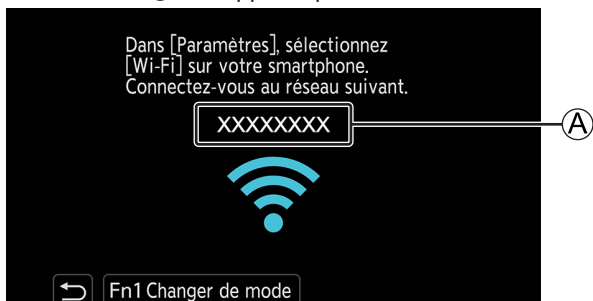 Dans [Paramètres], sélectionnez
[Wi-Fi] sur votre smartphone.
Connectez-vous au réseau suivant.
XXXXXXXX
A
Fn1 Changer de mode